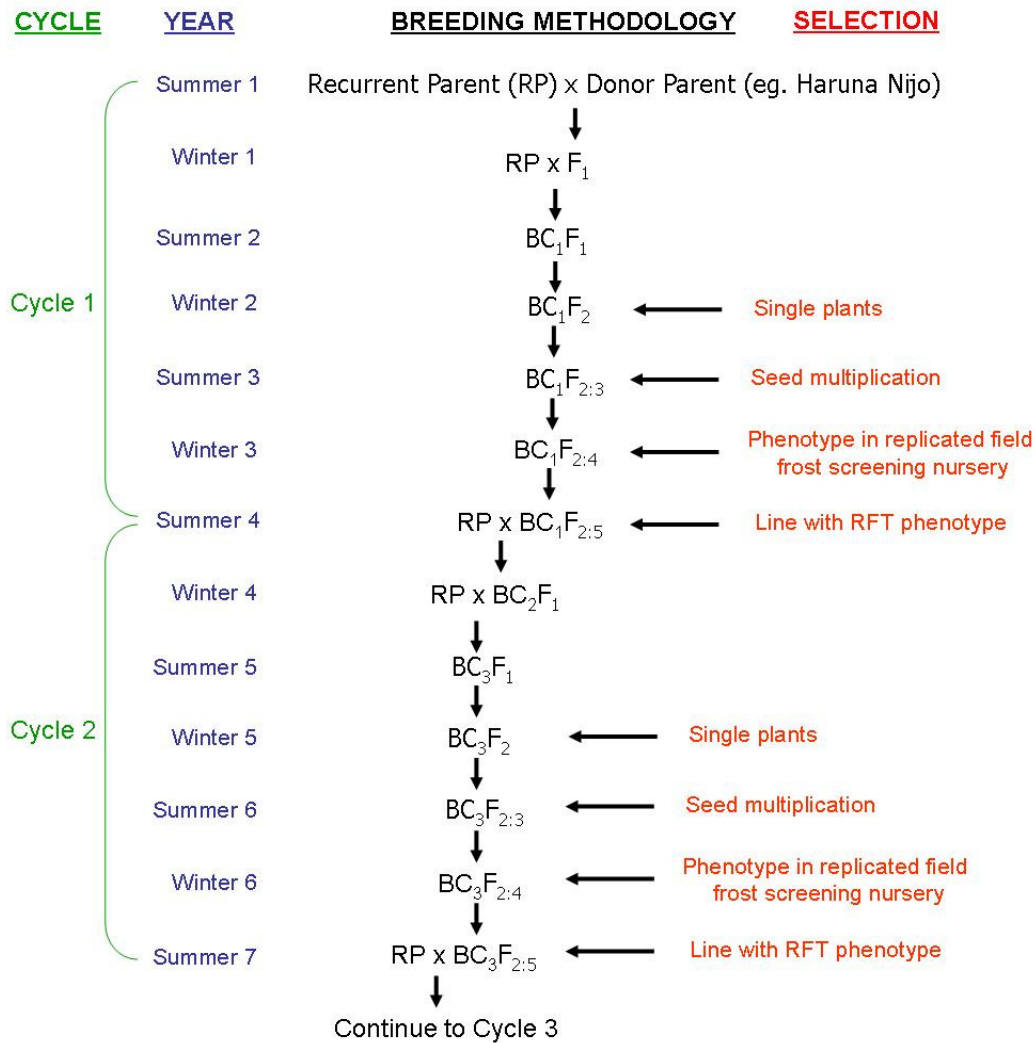 CYCLE YEAR BREEDING METHODOLOGY SELECTION
Summer 1 Recurrent Parent (RP) x Donor Parent (eg. Haruna Nijo)
Winter 1 RP x F₁
Summer 2 BC₁F₁
Cycle 1
Winter 2 BC₁F₂ Single plants
Summer 3 BC₁F₂:₃ Seed multiplication
Winter 3 BC₁F₂:₄ Phenotype in replicated field
frost screening nursery
Summer 4 RP x BC₁F₂:₅ Line with RFT phenotype
Winter 4 RP x BC₂F₁
Summer 5 BC₃F₁
Cycle 2
Winter 5 BC₃F₂ Single plants
Summer 6 BC₃F₂:₃ Seed multiplication
Winter 6 BC₃F₂:₄ Phenotype in replicated field
frost screening nursery
Summer 7 RP x BC₃F₂:₅ Line with RFT phenotype
Continue to Cycle 3